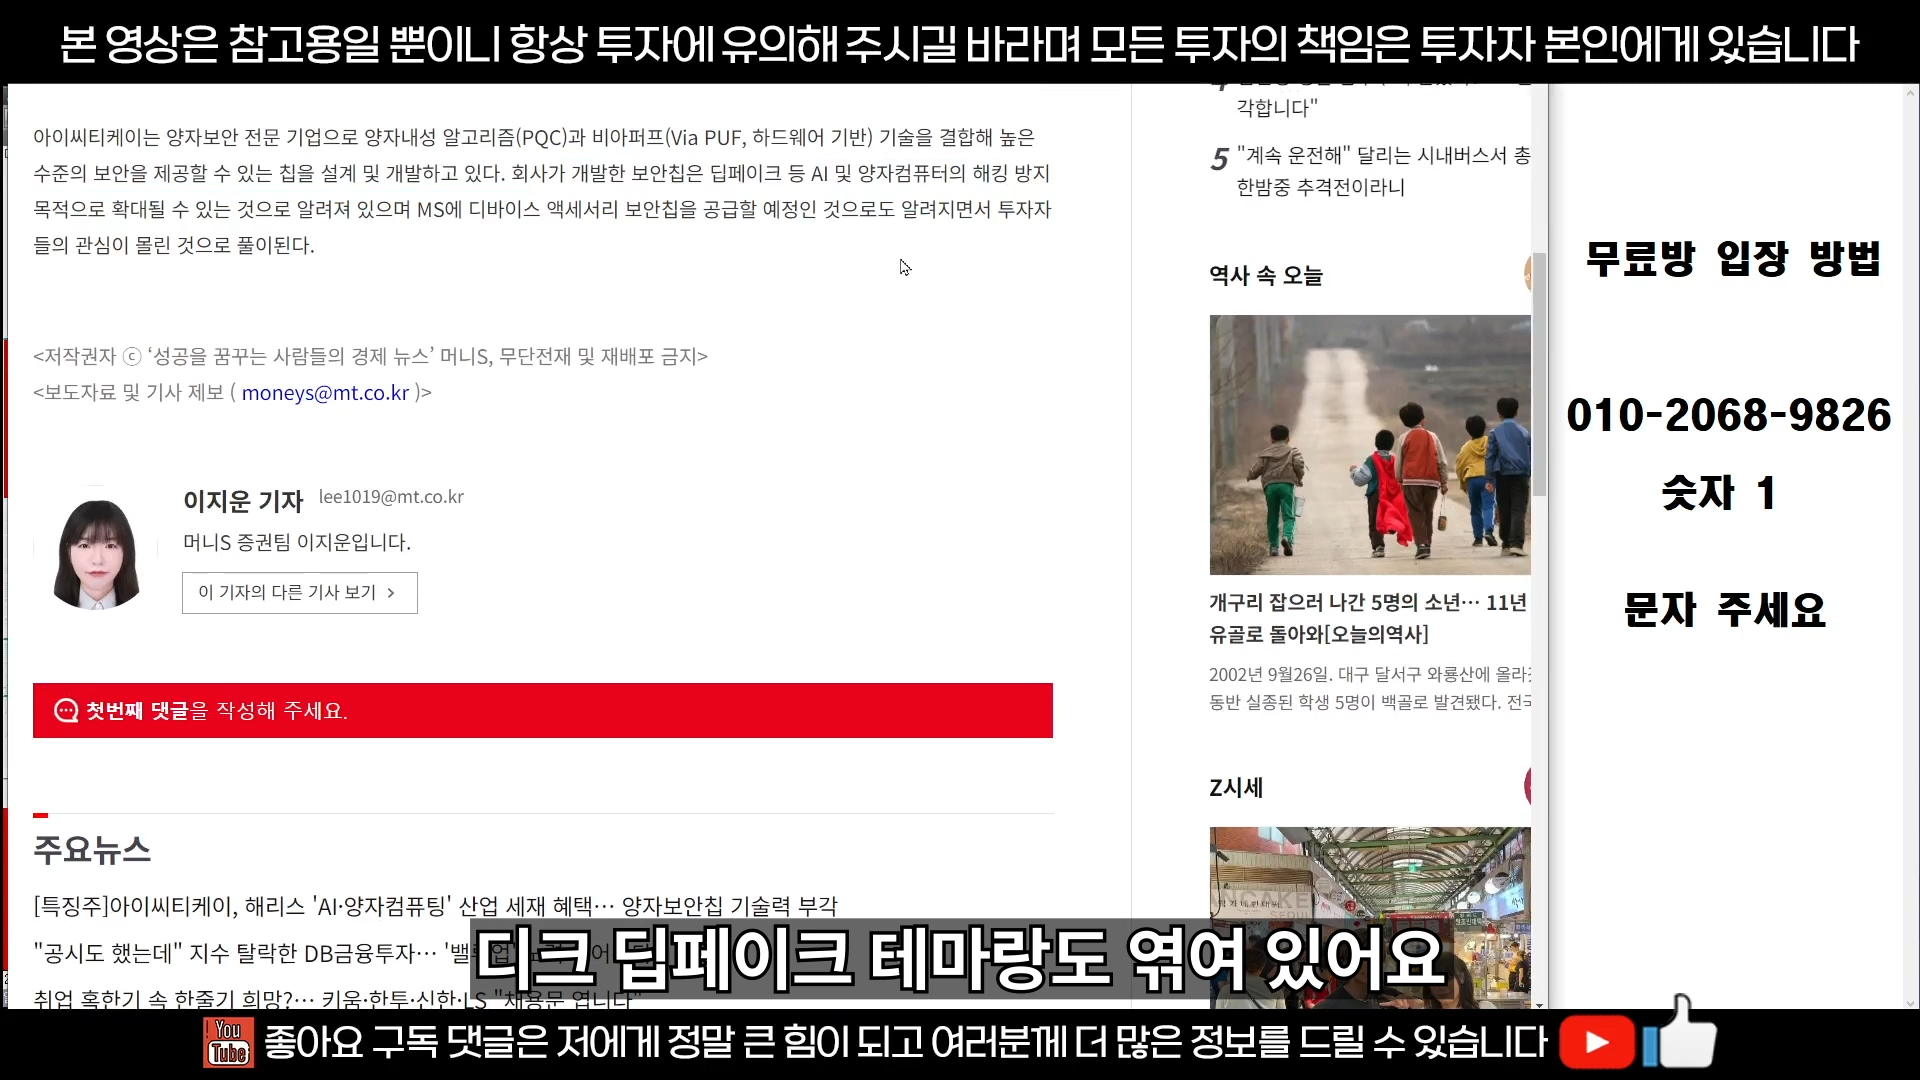 본 영상은 참고용일 뿐이니 항상 투자에 유의해 주시길 바라며 모든 투자의 책임은 투자자 본인에게 있습니다
아이씨티케이는 양자보안 전문 기업으로 양자내성 알고리즘(PQC)과 비아퍼프(Via PUF, 하드웨어 기반) 기술을 결합해 높은
수준의 보안을 제공할 수 있는 칩을 설계 및 개발하고 있다. 회사가 개발한 보안칩은 딥페이크 등 AI 및 양자컴퓨터의 해킹 방지
목적으로 확대될 수 있는 것으로 알려져 있으며 MS에 디바이스 액세서리 보안칩을 공급할 예정인 것으로도 알려지면서 투자자
들의 관심이 몰린 것으로 풀이된다.
<저작권자 ⓒ ‘성공을 꿈꾸는 사람들의 경제 뉴스’ 머니S, 무단전재 및 재배포 금지>
<보도자료 및 기사 제보 ( moneys@mt.co.kr )>
이지운 기자 lee1019@mt.co.kr
머니S 증권팀 이지운입니다.
이 기자의 다른 기사 보기 >
첫번째 댓글을 작성해 주세요.
주요뉴스
[특징주]아이씨티케이, 해리스 'AI·양자컴퓨팅' 산업 세재 혜택… 양자보안칩 기술력 부각
"공시도 했는데" 지수 탈락한 DB금융투자…
취업 혹한기 속 한줄기 희망?… 키움·한투·신한·LS "채용문 엽니다"
각합니다"
5 "계속 운전해" 달리는 시내버스서 총
한밤중 추격전이라니
역사 속 오늘
개구리 잡으러 나간 5명의 소년… 11년
유골로 돌아와[오늘의역사]
2002년 9월26일. 대구 달서구 와룡산에 올라
동반 실종된 학생 5명이 백골로 발견됐다. 전
Z시세
무료방 입장 방법
010-2068-9826
숫자 1
문자 주세요
디크 딥페이크 테마랑도 엮여 있어요
You
Tube
좋아요 구독 댓글은 저에게 정말 큰 힘이 되고 여러분께 더 많은 정보를 드릴 수 있습니다